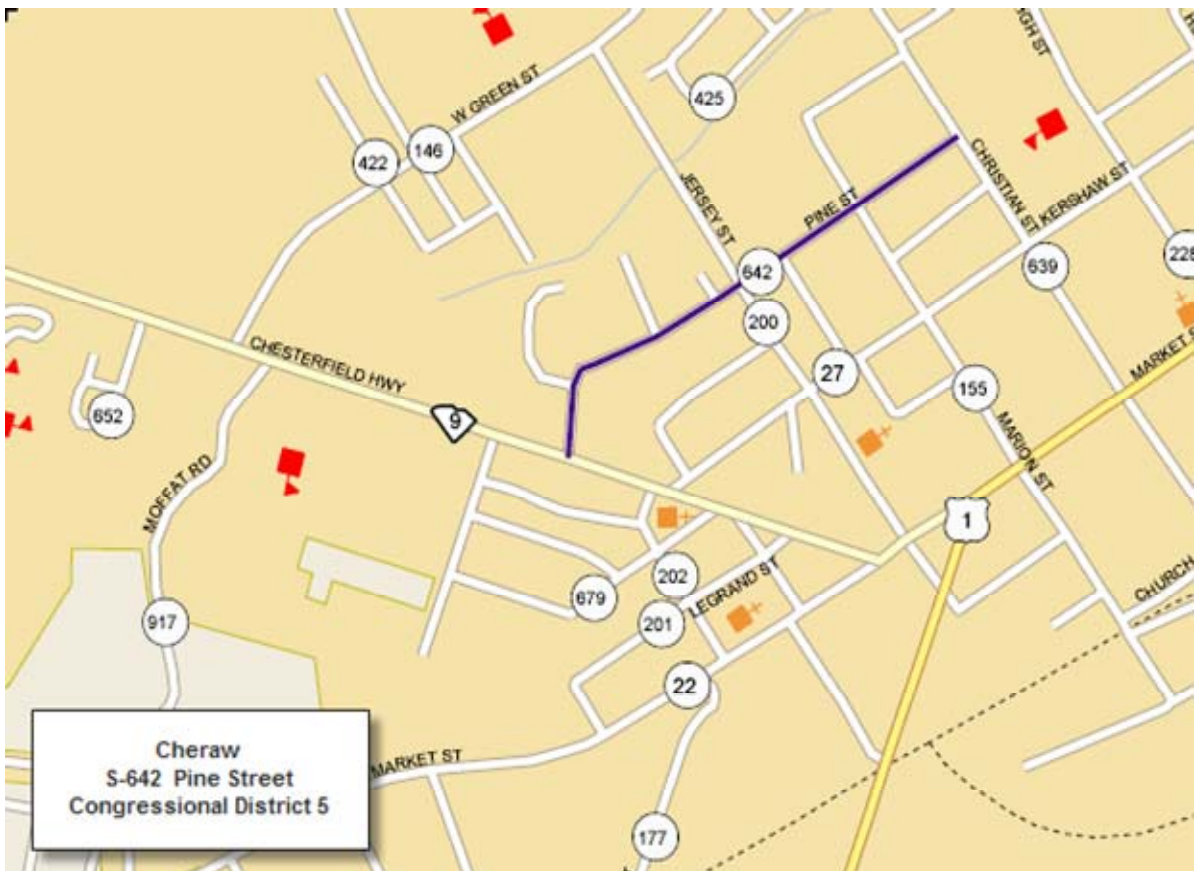 W GREEN ST
425
422
146
JERSEY ST
PINE ST
CHRISTIAN ST
KERSHAW ST
GH ST
642
639
228
200
CHESTERFIELD HWY
27
MARKET S
652
9
155
MARION ST
MOFFAT RD
1
202
LEGRAND ST
679
201
CHURCH
917
22
MARKET ST
177
Cheraw
S-642 Pine Street
Congressional District 5